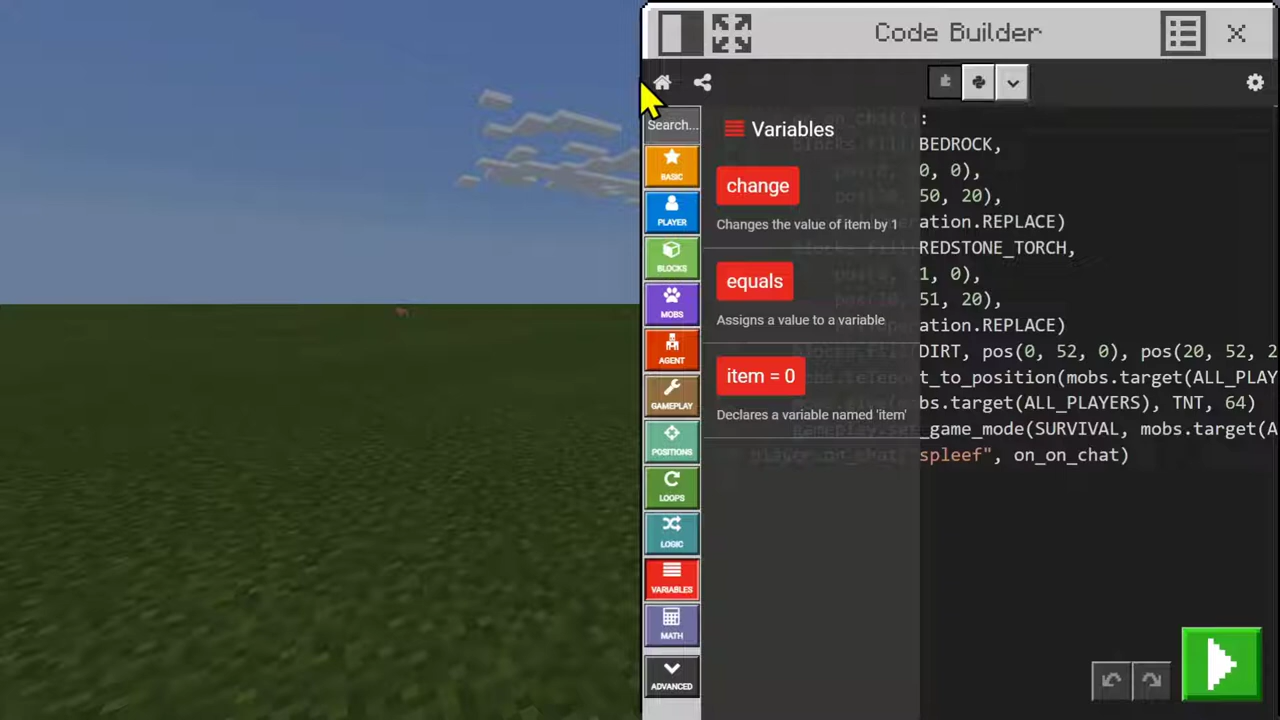 Code Builder
Search...
BASIC
PLAYER
BLOCKS
MOBS
AGENT
GAMEPLAY
POSITIONS
LOOPS
LOGIC
VARIABLES
MATH
ADVANCED
Variables
change
Changes the value of item by 1
equals
Assigns a value to a variable
item = 0
Declares a variable named 'item'
:
BEDROCK,
0, 0),
50, 20),
eration.REPLACE)
REDSTONE_TORCH,
1, 0),
51, 20),
eration.REPLACE)
DIRT, pos(0, 52, 0), pos(20, 52, 2
t_to_position(mobs.target(ALL_PLAY
mobs.target(ALL_PLAYERS), TNT, 64)
_game_mode(SURVIVAL, mobs.target(A
spleef", on_on_chat)